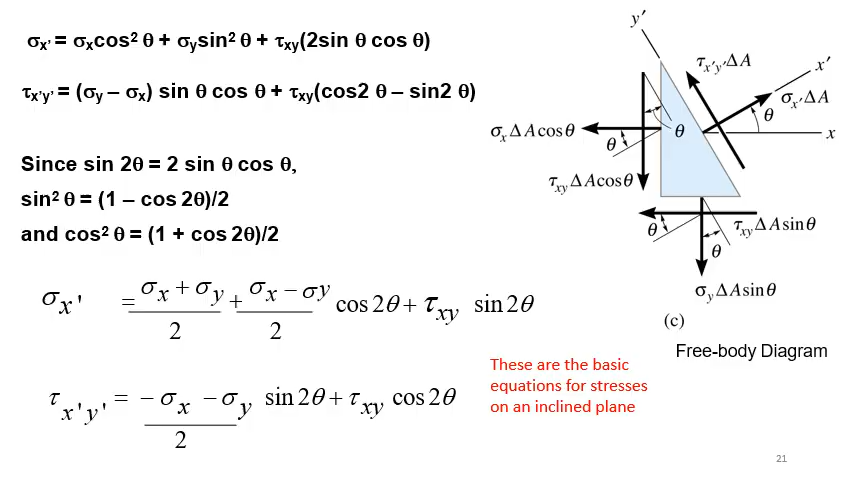 σx' = σxcos² θ + σysin² θ + τxy(2sin θ cos θ)
τx'y' = (σy – σx) sin θ cos θ + τxy(cos2 θ – sin2 θ)
Since sin 2θ = 2 sin θ cos θ,
sin² θ = (1 – cos 2θ)/2
and cos² θ = (1 + cos 2θ)/2
σx' = σx + σy / 2 + σx − σy / 2 cos 2θ + τxy sin 2θ
τx'y' = − σx − σy / 2 sin 2θ + τxy cos 2θ
y'
τx'y' ΔA
x'
σx' ΔA
θ
x
σx ΔA cos θ
θ
θ
τxy ΔA cos θ
θ
τxy ΔA sin θ
θ
σy ΔA sin θ
(c)
Free-body Diagram
These are the basic
equations for stresses
on an inclined plane
21